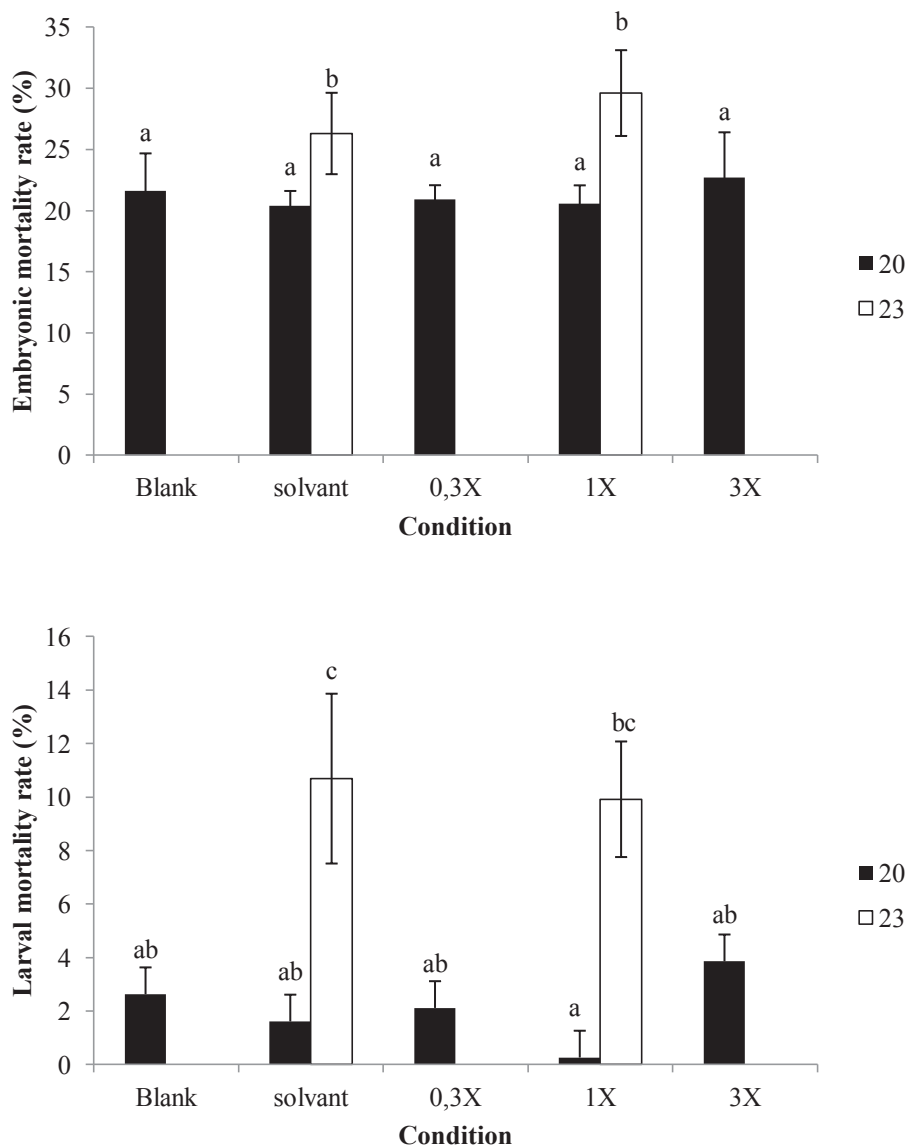 Embryonic mortality rate (%)
35
30
25
20
15
10
5
0
a
a
b
a
a
b
a
Blank
solvant
0,3X
1X
3X
Condition
20
23
Larval mortality rate (%)
16
14
12
10
8
6
4
2
0
ab
ab
c
ab
a
bc
ab
Blank
solvant
0,3X
1X
3X
Condition
20
23